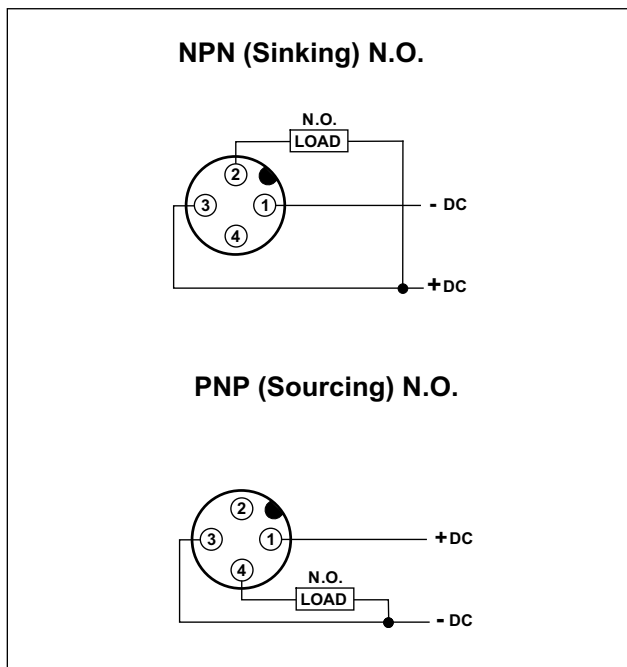 NPN (Sinking) N.O.
N.O.
LOAD
2
3
1
4
- DC
+ DC
PNP (Sourcing) N.O.
2
3
1
4
+ DC
N.O.
LOAD
- DC